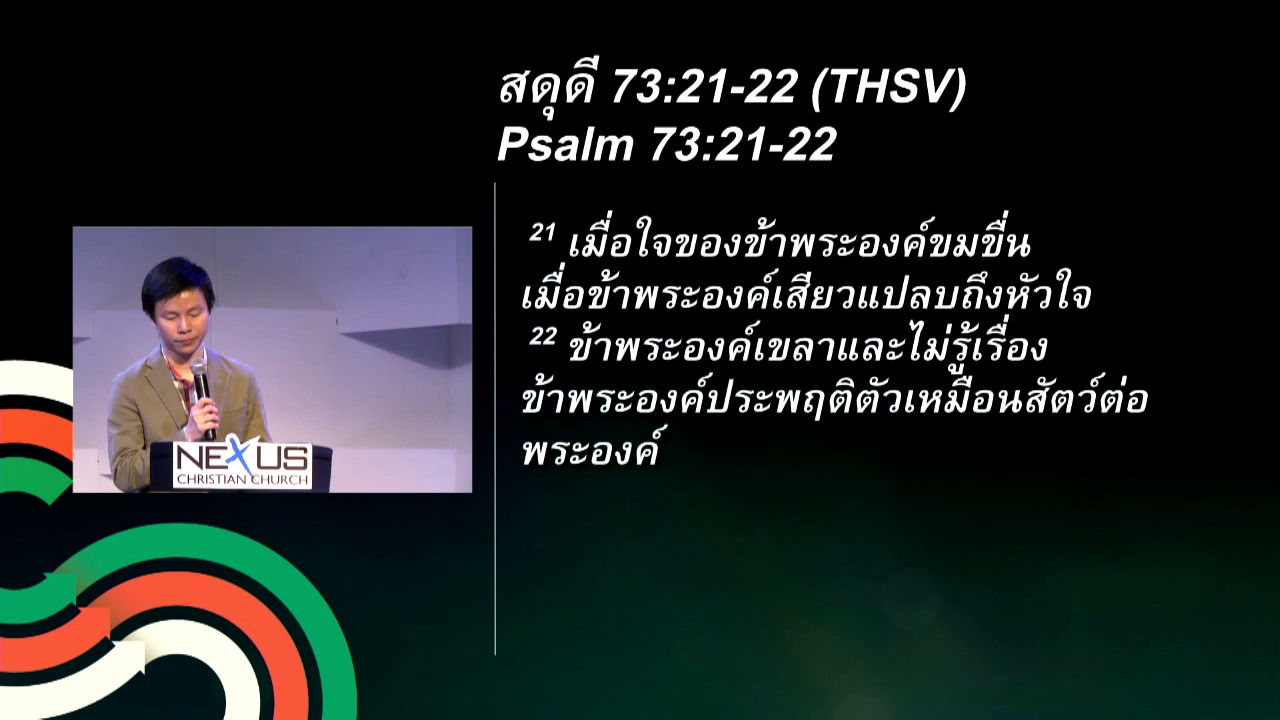 สดุดี 73:21-22 (THSV)
Psalm 73:21-22
21 เมื่อใจของข้าพระองค์ขมขื่น
เมื่อข้าพระองค์เสียวแปลบถึงหัวใจ
22 ข้าพระองค์เขลาและไม่รู้เรื่อง
ข้าพระองค์ประพฤติตัวเหมือนสัตว์ต่อ
พระองค์
NEXUS
CHRISTIAN CHURCH